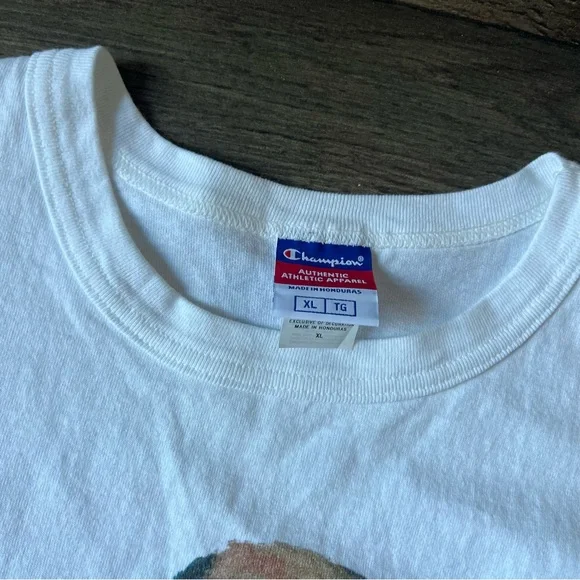 Champion®
AUTHENTIC
ATHLETIC APPAREL
MADE IN HONDURAS
XL TG
EXCLUSIVE OF DECORATION
MADE IN HONDURAS
XL